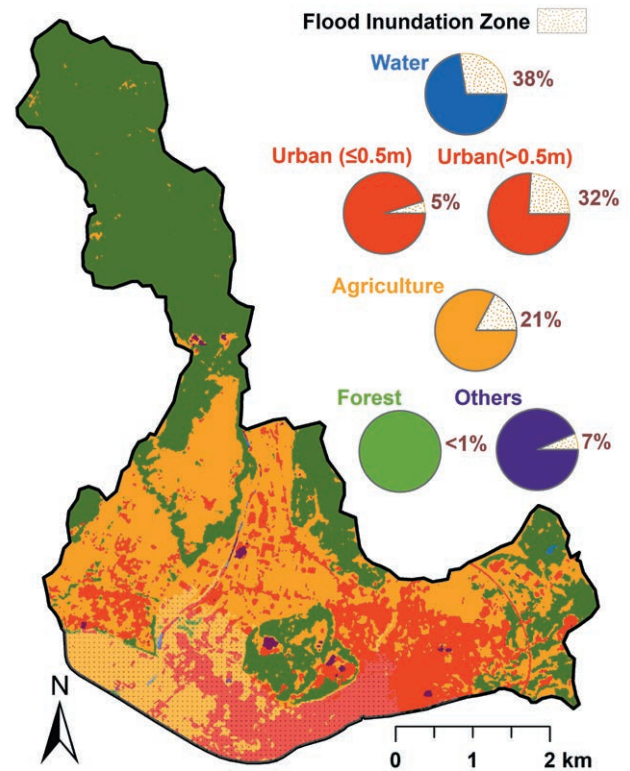 Flood Inundation Zone
Water
38%
Urban (≤0.5m) Urban(>0.5m)
5%
32%
Agriculture
21%
Forest Others
<1%
7%
N
0 1 2 km